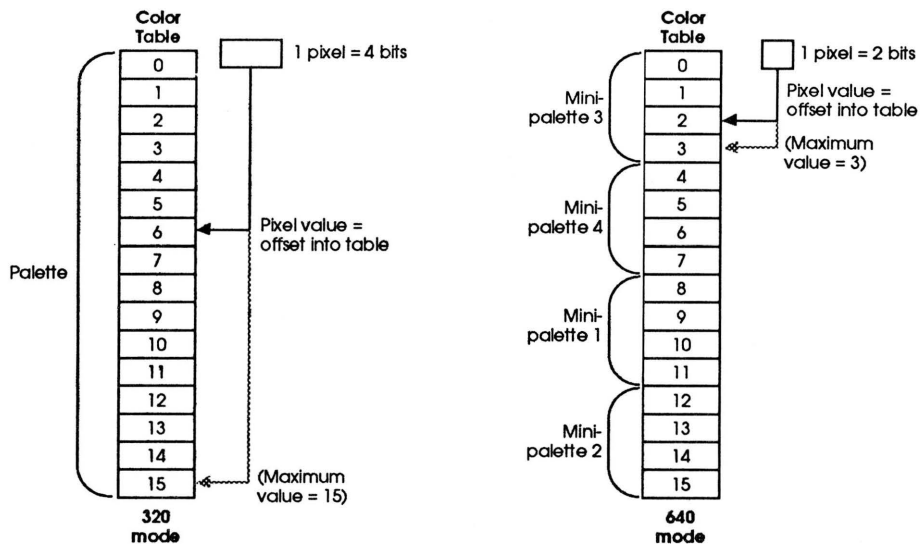 Color
Table
1 pixel = 4 bits
0
1
2
3
4
5
6
7
8
9
10
11
12
13
14
15
Palette
Pixel value =
offset into table
(Maximum
value = 15)
320
mode
Color
Table
1 pixel = 2 bits
0
1
2
3
4
5
6
7
8
9
10
11
12
13
14
15
Pixel value =
offset into table
(Maximum
value = 3)
Mini-
palette 3
Mini-
palette 4
Mini-
palette 1
Mini-
palette 2
640
mode